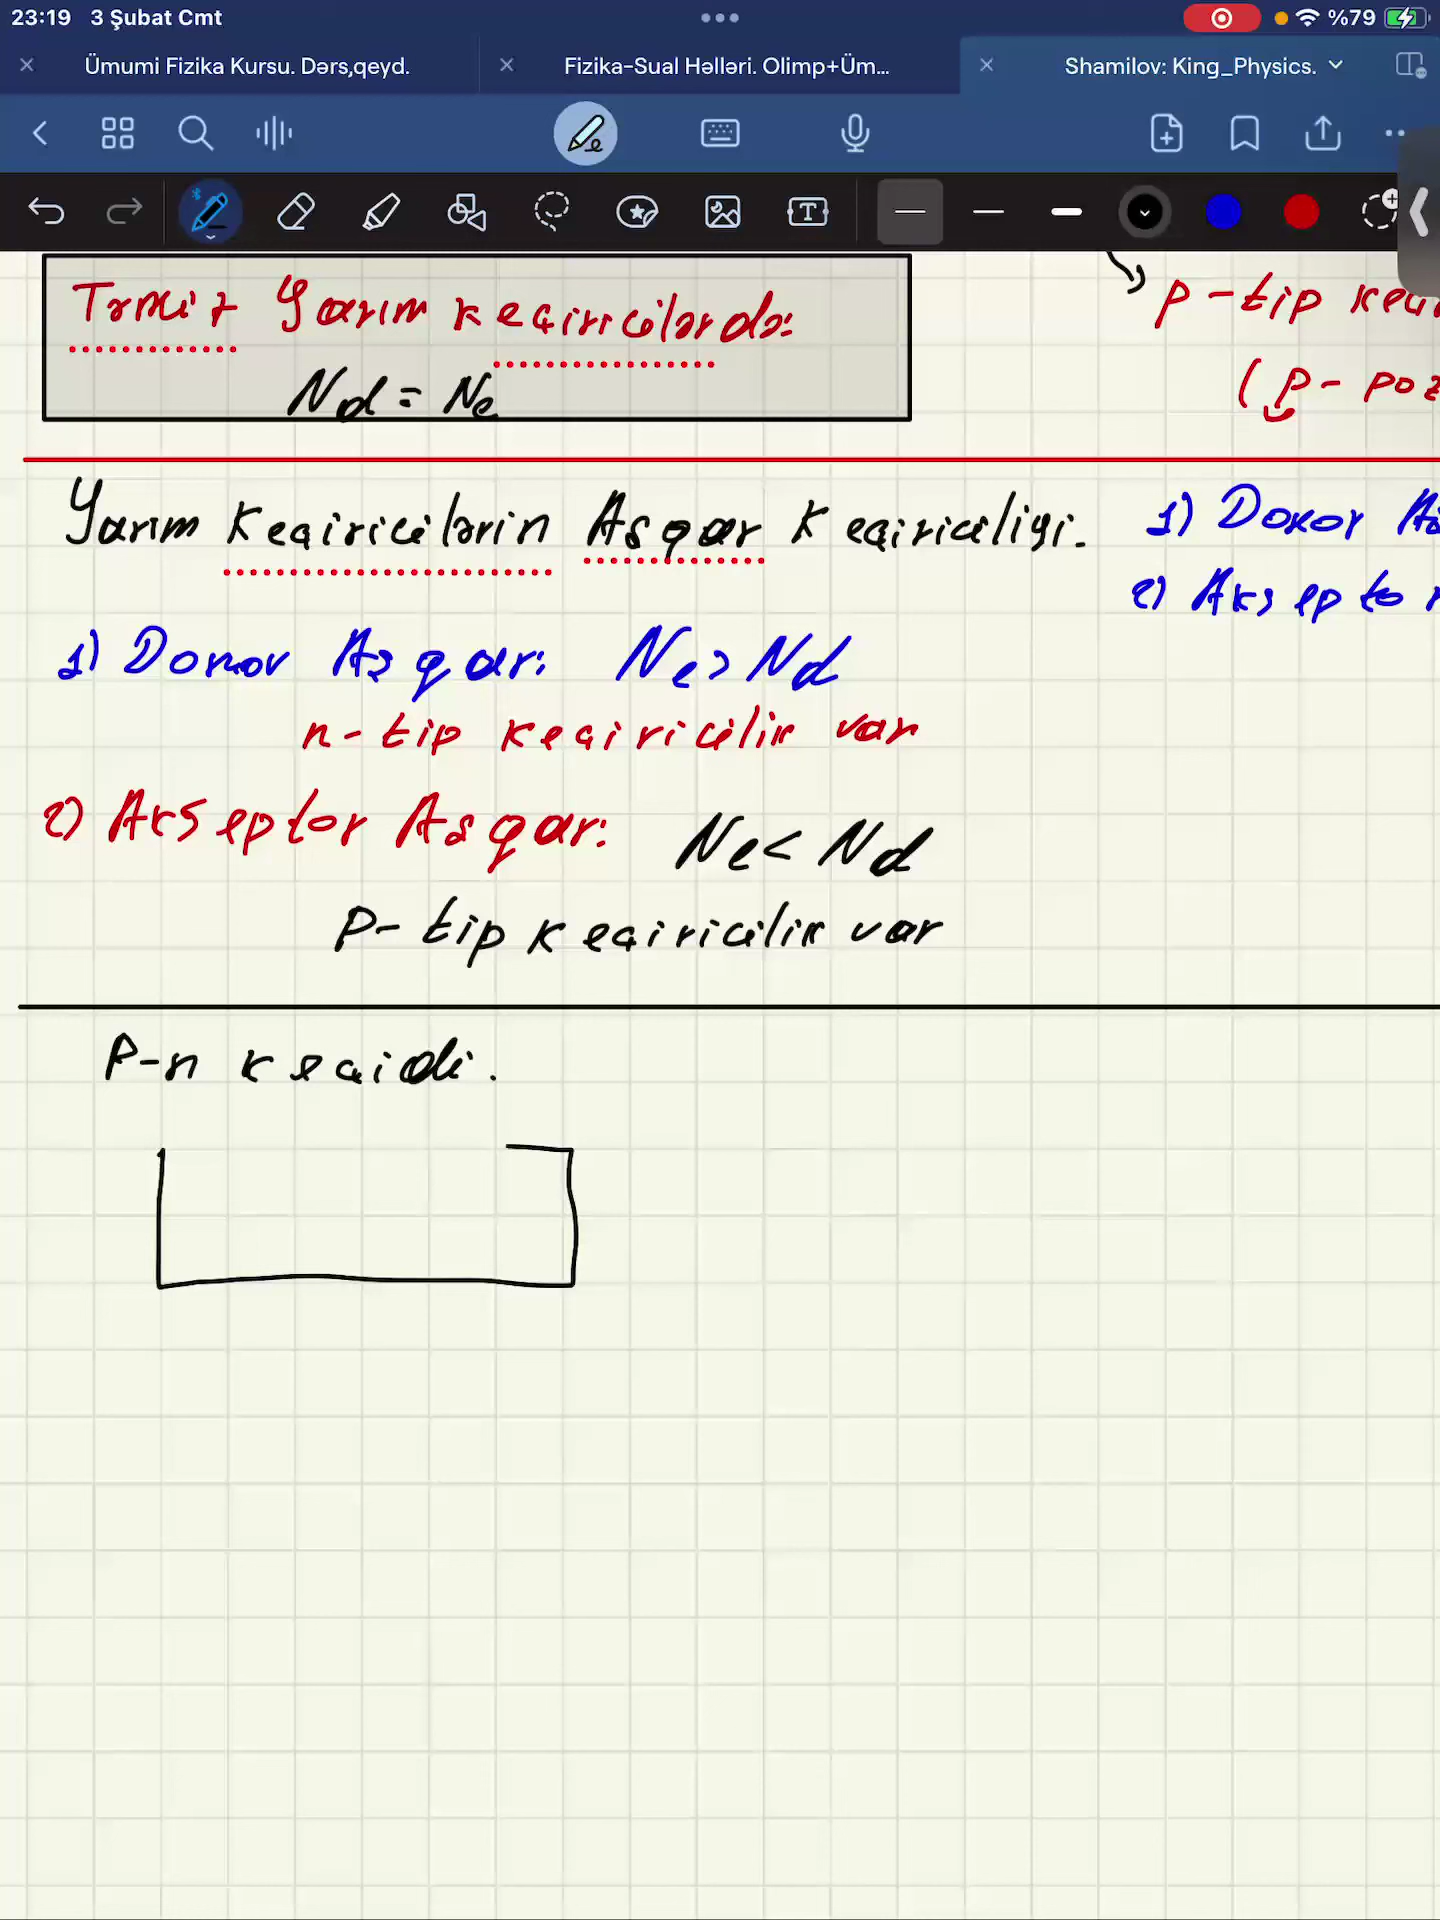 23:19 3 Şubat Cmt %79
Ümumi Fizika Kursu. Dərs,qeyd. Fizika-Sual Həlləri. Olimp+Üm... Shamilov: King_Physics.
Təmiz Yarım keçiricilərdə:
Nd = Ne
p-tip keçi
(p- poz
Yarım Keçiricilərin Aşqar Keçiriciliyi.
1) Donor Aş
2) Akseptor
1) Donor Aşqar: Ne > Nd
n-tip keçiricilik var
2) Akseptor Aşqar: Ne < Nd
P-tip keçiricilik var
P-n keçidi.